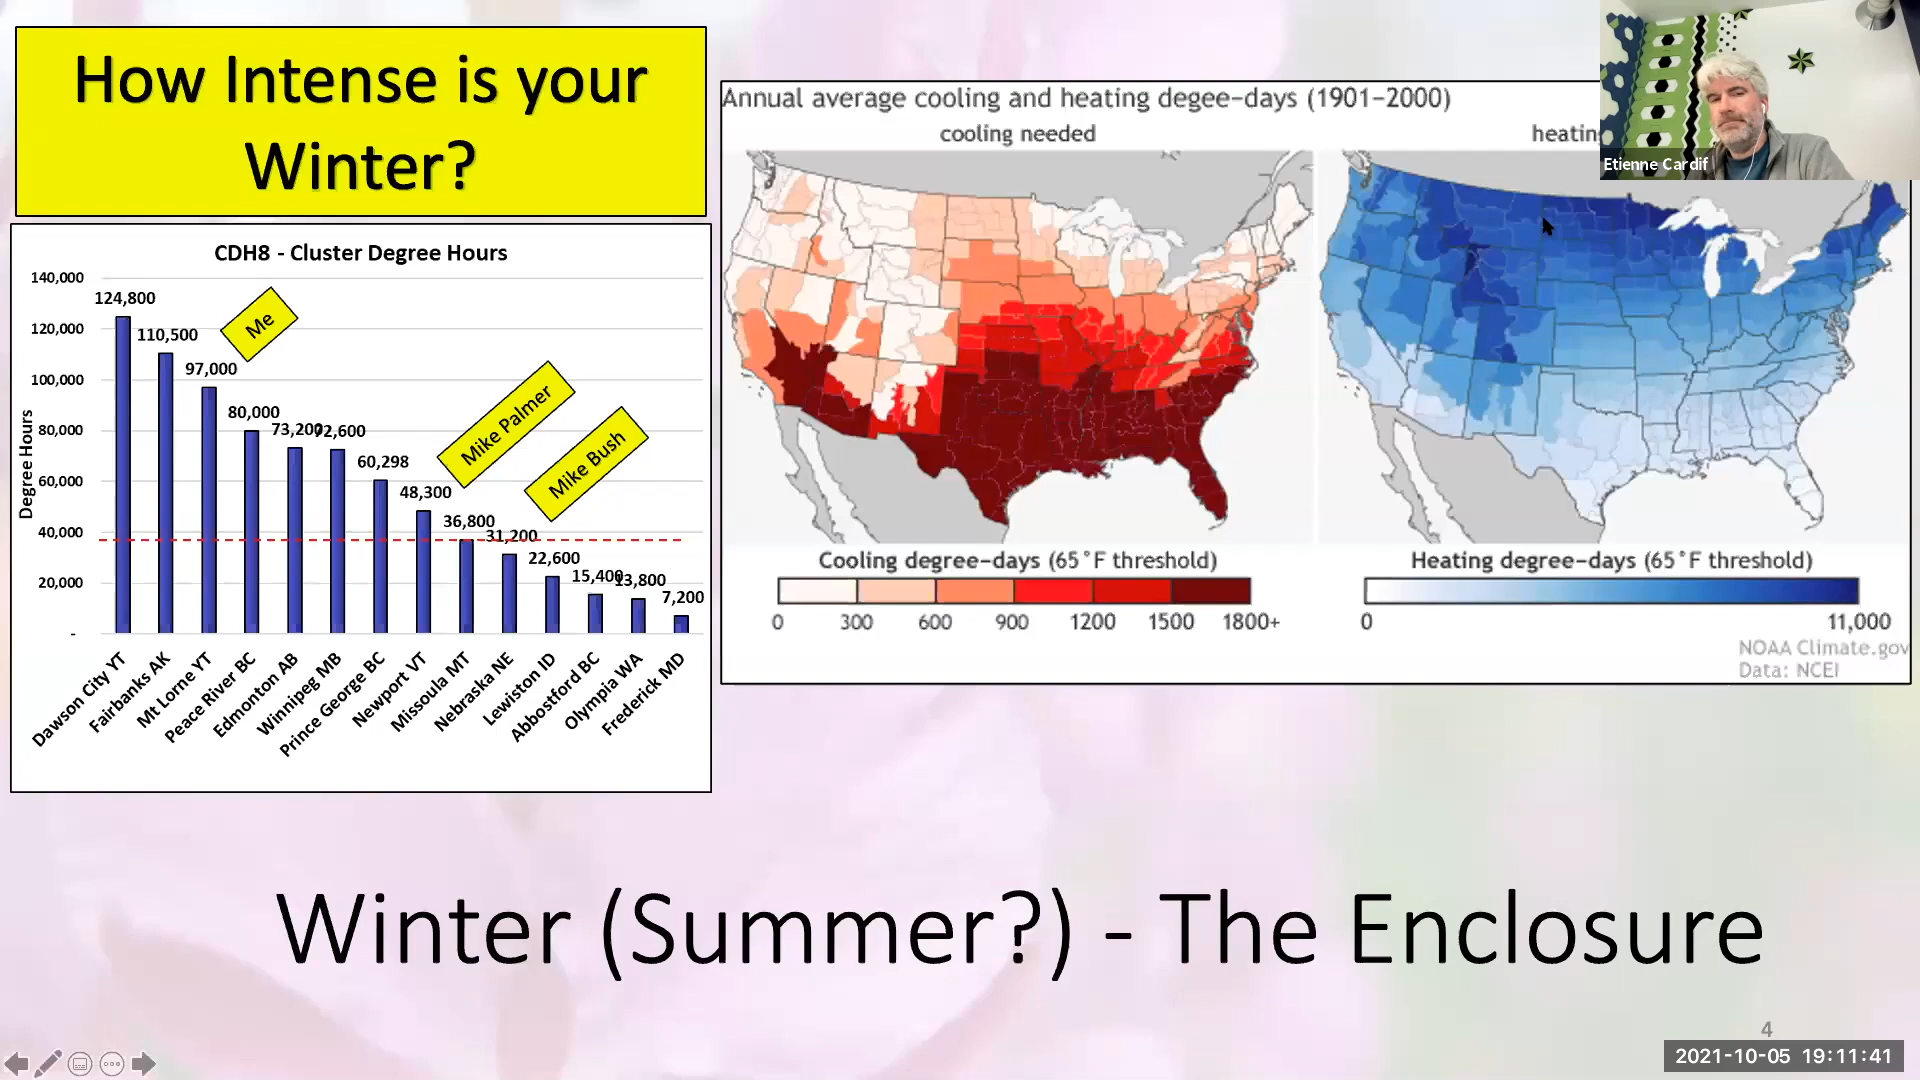 How Intense is your
Winter?
CDH8 - Cluster Degree Hours
Degree Hours
140,000
120,000
100,000
80,000
60,000
40,000
20,000
-
124,800
110,500
97,000
80,000
73,200
72,600
60,298
48,300
36,800
31,200
22,600
15,400
13,800
7,200
Me
Mike Palmer
Mike Bush
Dawson City YT
Fairbanks AK
Mt Lorne YT
Peace River BC
Edmonton AB
Winnipeg MB
Prince George BC
Newport VT
Missoula MT
Nebraska NE
Lewiston ID
Abbostford BC
Olympia WA
Frederick MD
Annual average cooling and heating degee-days (1901-2000)
cooling needed
heatin
Cooling degree-days (65°F threshold)
0 300 600 900 1200 1500 1800+
Heating degree-days (65°F threshold)
0 11,000
NOAA Climate.gov
Data: NCEI
Etienne Cardif
Winter (Summer?) - The Enclosure
4
2021-10-05 19:11:41